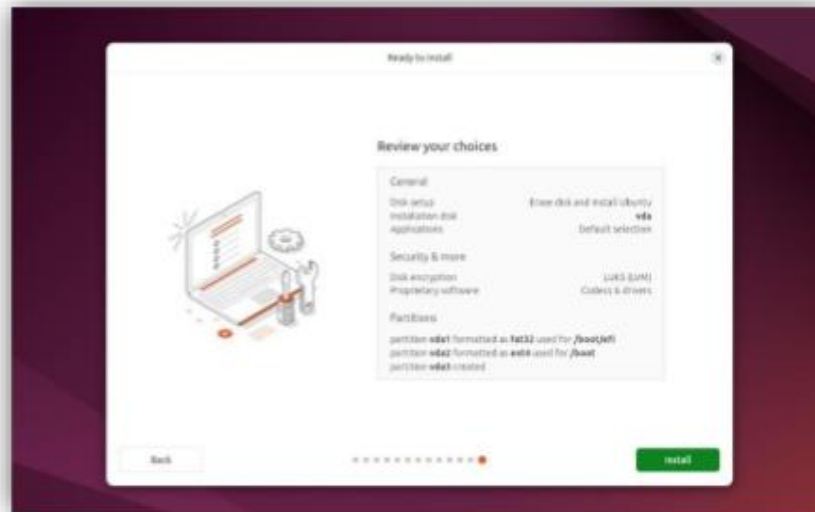 Ready to install
Review your choices
General
Disk setup Erase disk and install Ubuntu
Installation disk vda
Applications Default selection
Security & more
Disk encryption LUKS (LVM)
Proprietary software Codecs & drivers
Partitions
partition vda1 formatted as fat32 used for /boot/efi
partition vda2 formatted as ext4 used for /boot
partition vda3 created
Back
Install